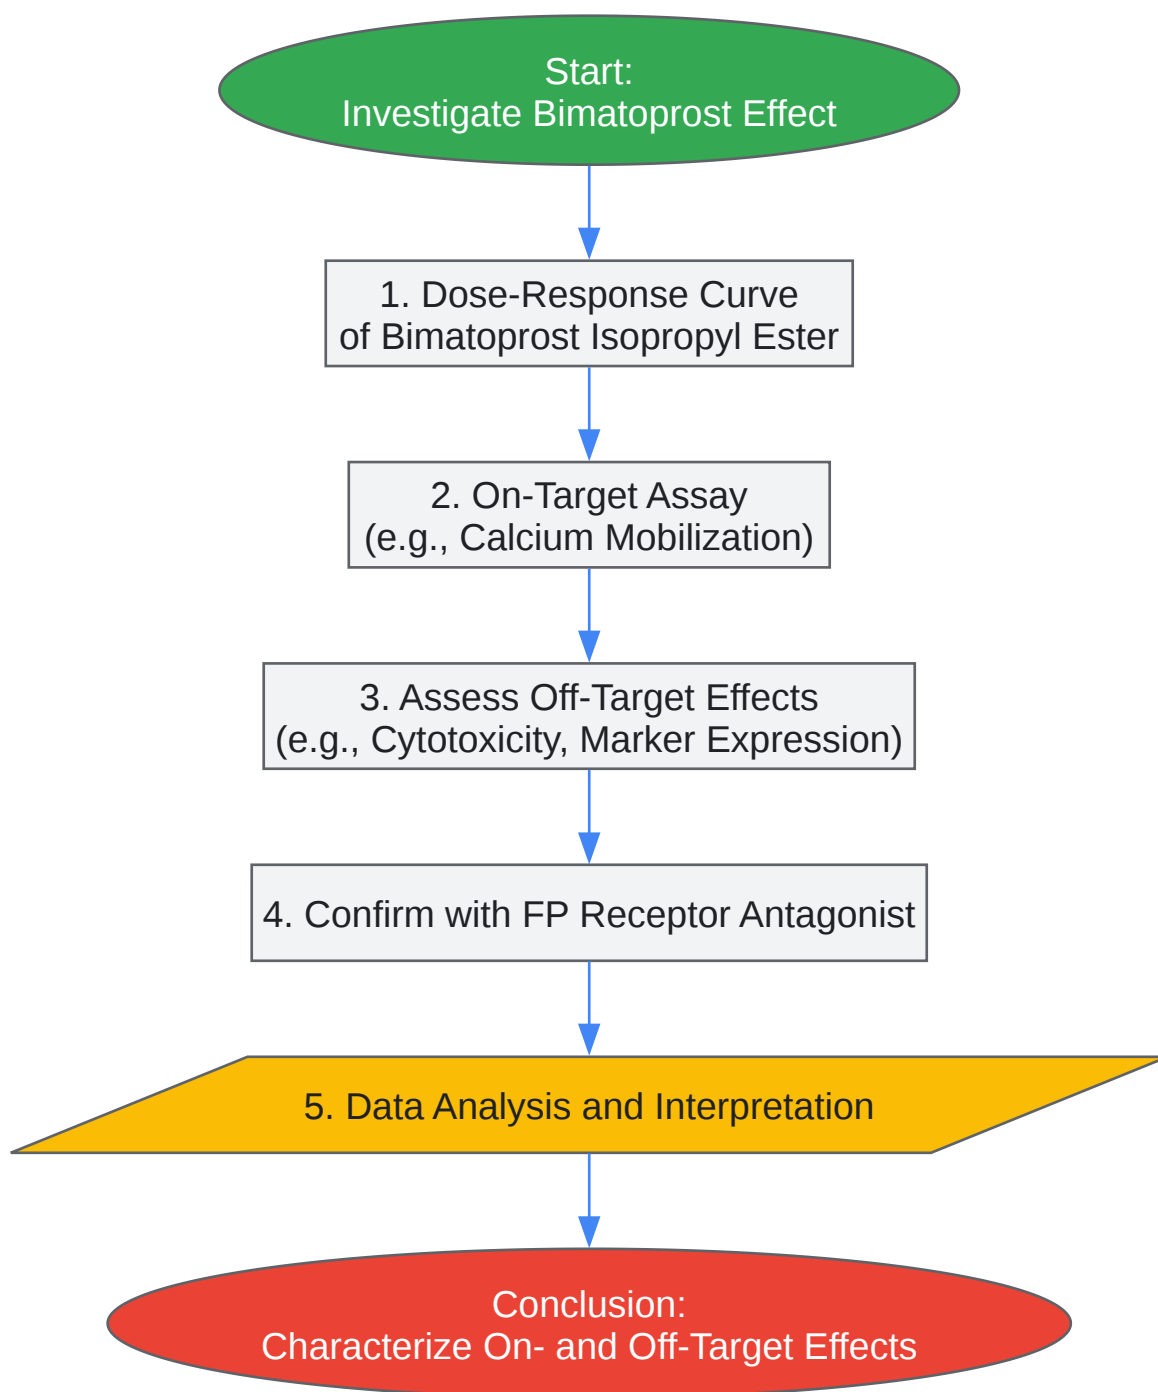 Start:
Investigate Bimatoprost Effect
1. Dose-Response Curve
of Bimatoprost Isopropyl Ester
2. On-Target Assay
(e.g., Calcium Mobilization)
3. Assess Off-Target Effects
(e.g., Cytotoxicity, Marker Expression)
4. Confirm with FP Receptor Antagonist
5. Data Analysis and Interpretation
Conclusion:
Characterize On- and Off-Target Effects